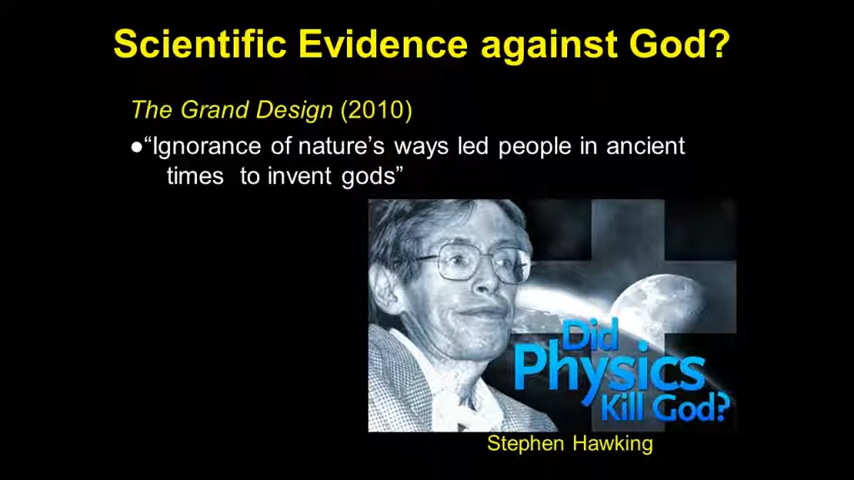 Scientific Evidence against God?
The Grand Design (2010)
●“Ignorance of nature’s ways led people in ancient
times to invent gods”
Did
Physics
Kill God?
Stephen Hawking